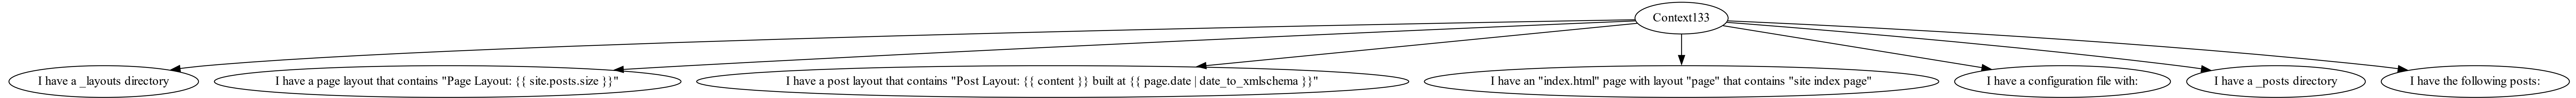 Context133
I have a _layouts directory
I have a page layout that contains "Page Layout: {{ site.posts.size }}"
I have a post layout that contains "Post Layout: {{ content }} built at {{ page.date | date_to_xmlschema }}"
I have an "index.html" page with layout "page" that contains "site index page"
I have a configuration file with:
I have a _posts directory
I have the following posts: